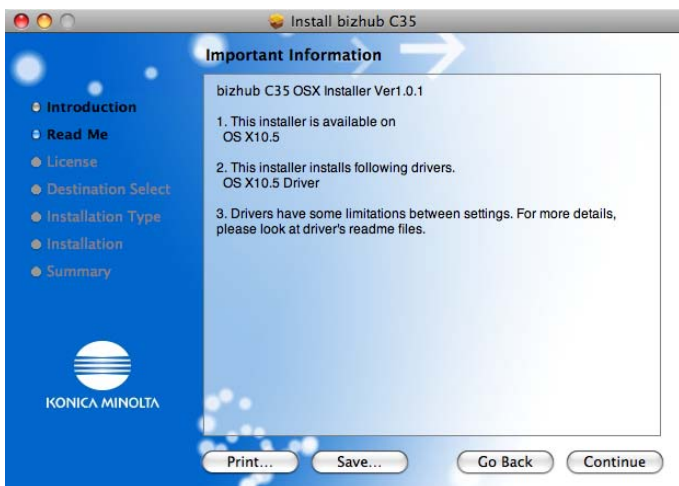 Install bizhub C35
Important Information
Introduction
Read Me
License
Destination Select
Installation Type
Installation
Summary
KONICA MINOLTA
bizhub C35 OSX Installer Ver1.0.1
1. This installer is available on
OS X10.5
2. This installer installs following drivers.
OS X10.5 Driver
3. Drivers have some limitations between settings. For more details,
please look at driver's readme files.
Print...
Save...
Go Back
Continue